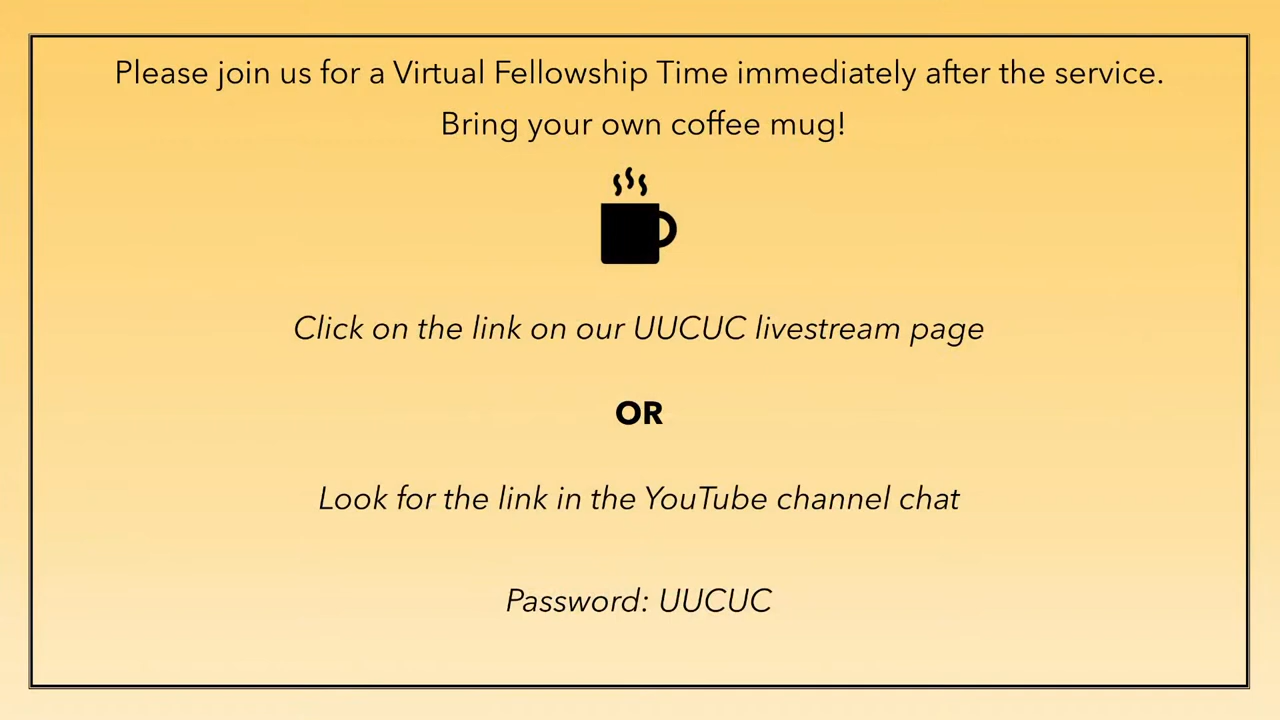 Please join us for a Virtual Fellowship Time immediately after the service.
Bring your own coffee mug!
Click on the link on our UUCUC livestream page
OR
Look for the link in the YouTube channel chat
Password: UUCUC